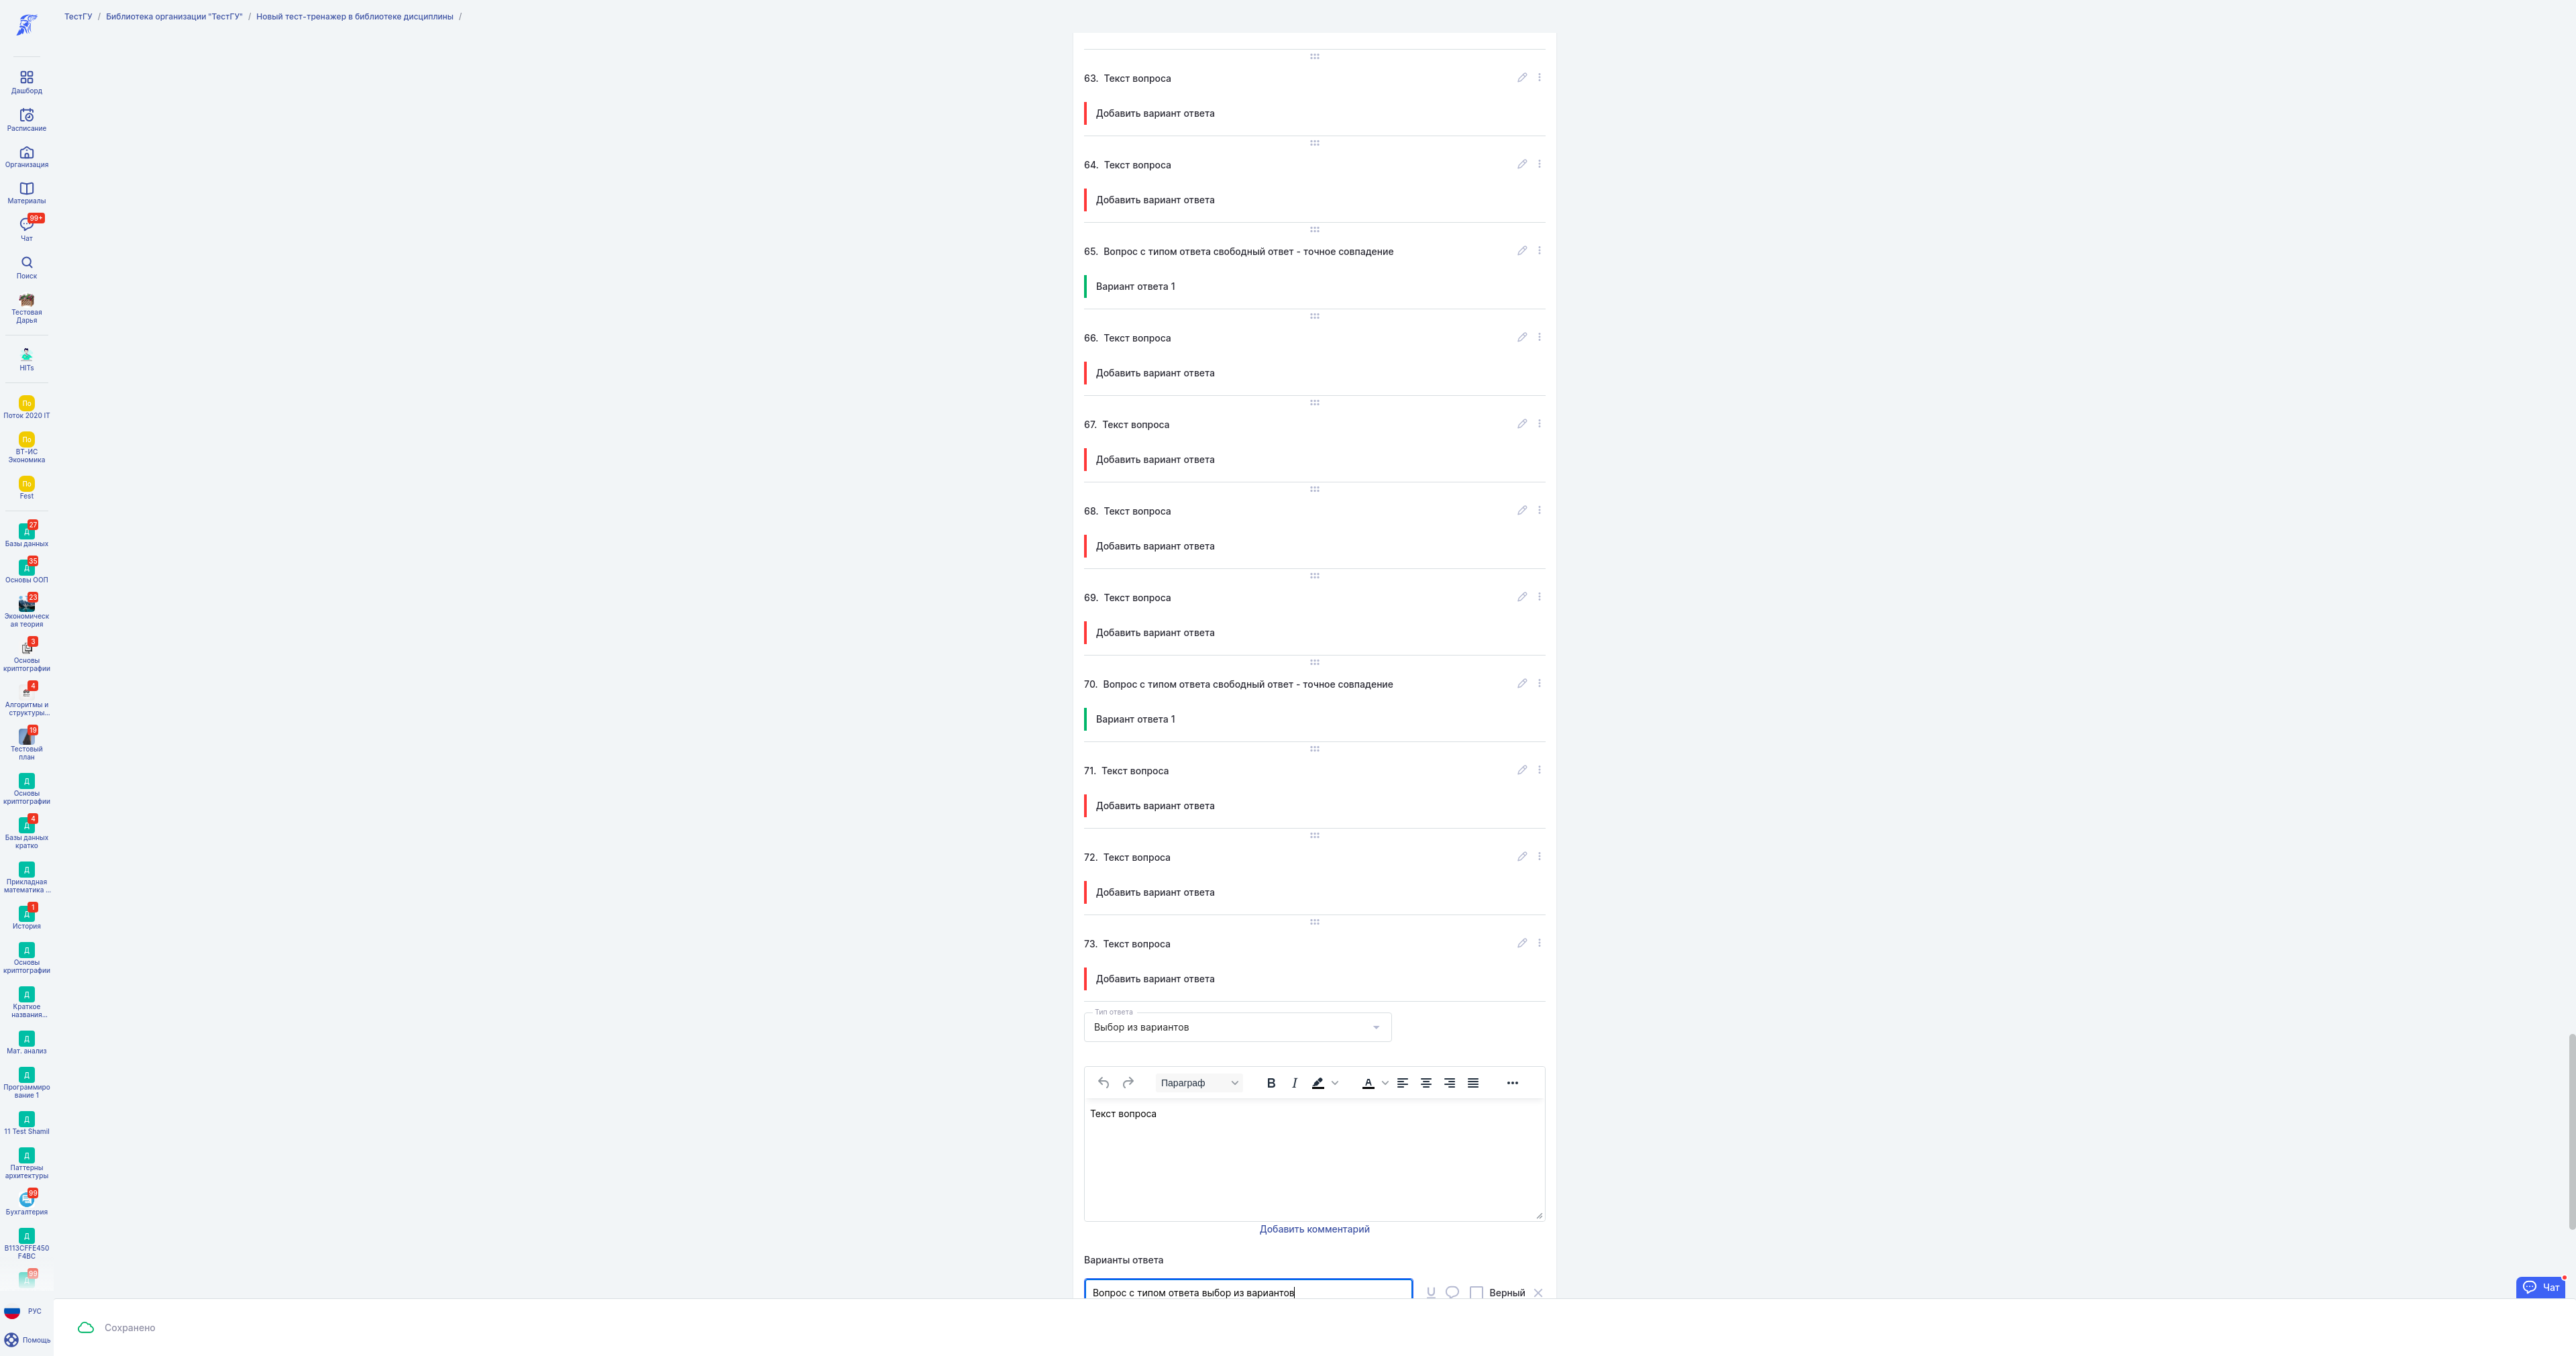 ТестГУ / Библиотека организации "ТестГУ" / Новый тест-тренажер в библиотеке дисциплины /
Дашборд
Расписание
Организация
Материалы
99+
Чат
Поиск
Тестовая
Дарья
HITs
По
Поток 2020 IT
По
ВТ-ИС
Экономика
По
Fest
27
Д
Базы данных
35
Д
Основы ООП
23
Экономическ
ая теория
3
Основы
криптографии
4
Алгоритмы и
структуры...
19
Тестовый
план
Д
Основы
криптографии
4
Д
Базы данных
кратко
Д
Прикладная
математика ...
1
Д
История
Д
Основы
криптографии
Д
Краткое
названия...
Д
Мат. анализ
Д
Программиро
вание 1
Д
11 Test Shamil
Д
Паттерны
архитектуры
99
Бухгалтерия
Д
B113CFFE450
F4BC
99
Д
РУС
Помощь
63. Текст вопроса
Добавить вариант ответа
64. Текст вопроса
Добавить вариант ответа
65. Вопрос с типом ответа свободный ответ - точное совпадение
Вариант ответа 1
66. Текст вопроса
Добавить вариант ответа
67. Текст вопроса
Добавить вариант ответа
68. Текст вопроса
Добавить вариант ответа
69. Текст вопроса
Добавить вариант ответа
70. Вопрос с типом ответа свободный ответ - точное совпадение
Вариант ответа 1
71. Текст вопроса
Добавить вариант ответа
72. Текст вопроса
Добавить вариант ответа
73. Текст вопроса
Добавить вариант ответа
Тип ответа
Выбор из вариантов
Параграф
Текст вопроса
Добавить комментарий
Варианты ответа
Вопрос с типом ответа выбор из вариантов
Верный
Чат
Сохранено